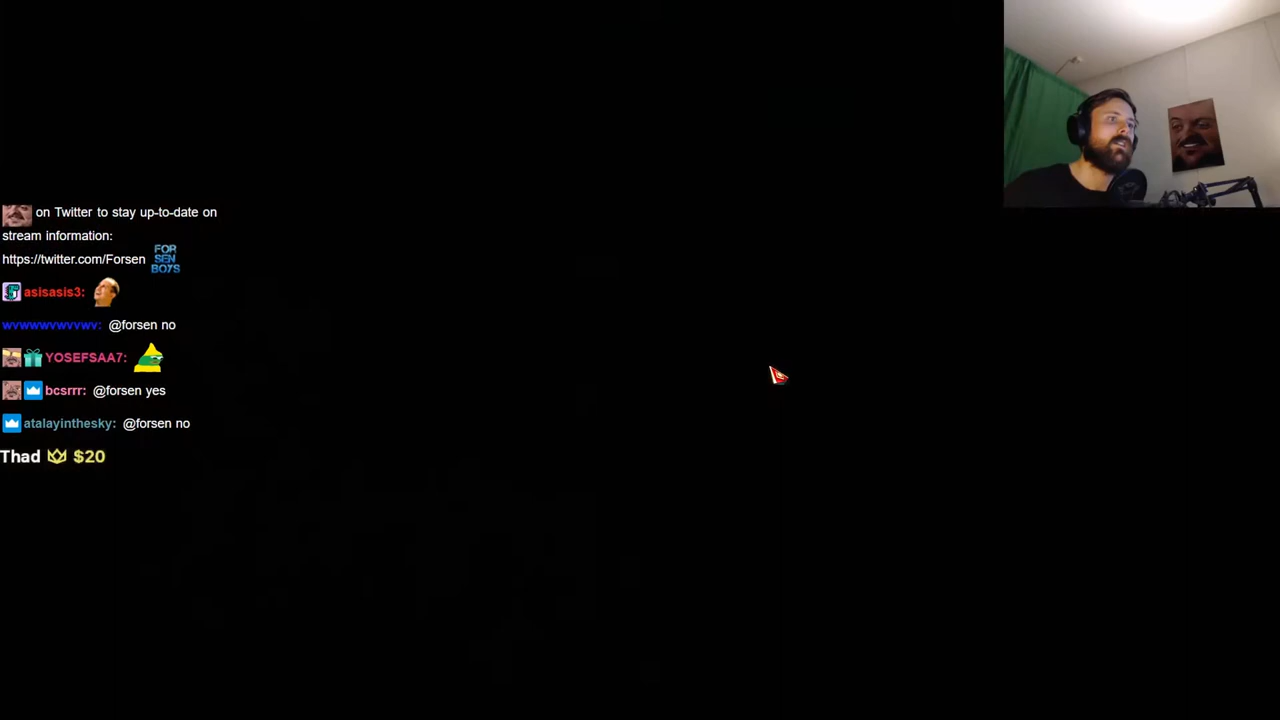 on Twitter to stay up-to-date on
stream information:
https://twitter.com/Forsen FOR
SEN
BOYS
asisasis3:
wvwwwvwvvwv: @forsen no
YOSEFSAA7:
bcsrrr: @forsen yes
atalayinthesky: @forsen no
Thad $20